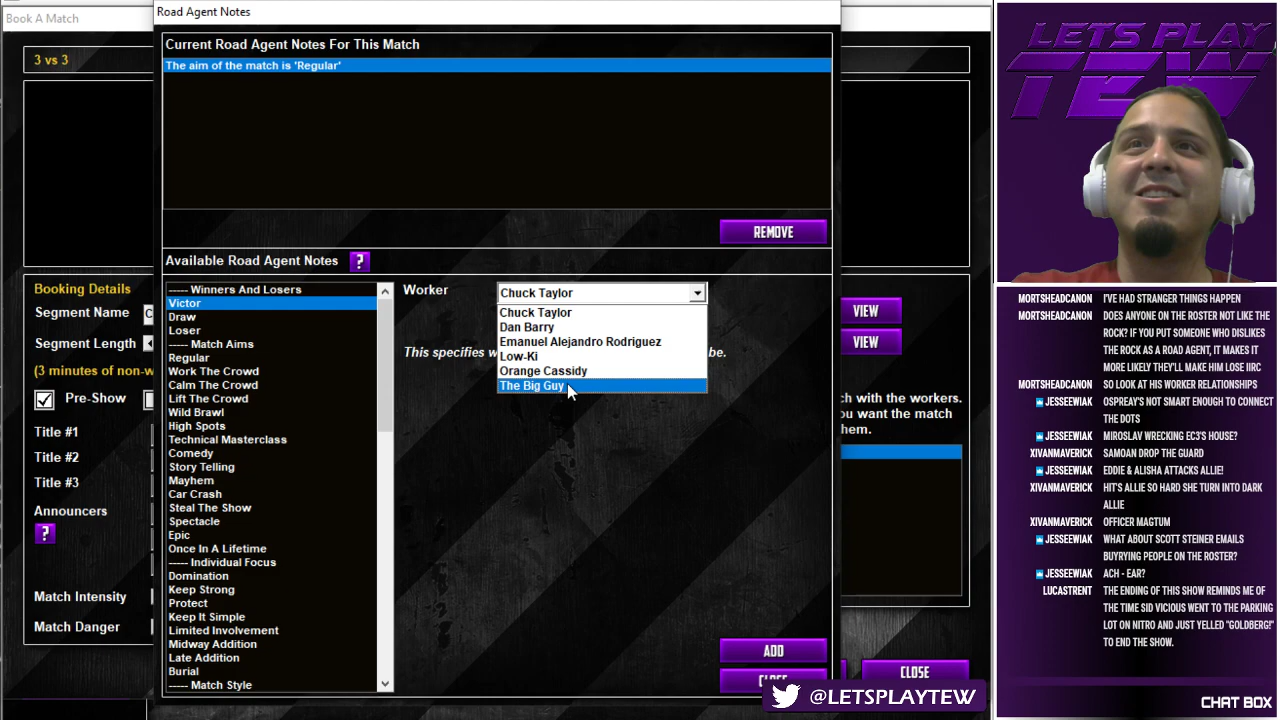 Book A Match
Road Agent Notes
3 vs 3
Current Road Agent Notes For This Match
The aim of the match is 'Regular'
REMOVE
Available Road Agent Notes ?
----- Winners And Losers
Victor
Draw
Loser
----- Match Aims
Regular
Work The Crowd
Calm The Crowd
Lift The Crowd
Wild Brawl
High Spots
Technical Masterclass
Comedy
Story Telling
Mayhem
Car Crash
Steal The Show
Spectacle
Epic
Once In A Lifetime
----- Individual Focus
Domination
Keep Strong
Protect
Keep It Simple
Limited Involvement
Midway Addition
Late Addition
Burial
----- Match Style
Worker
Chuck Taylor
Chuck Taylor
Dan Barry
Emanuel Alejandro Rodriguez
Low-Ki
Orange Cassidy
The Big Guy
This specifies w
be.
ADD
CLOSE
Booking Details
Segment Name C
Segment Length
(3 minutes of non-w
Pre-Show
Title #1
Title #2
Title #3
Announcers
?
Match Intensity
Match Danger
VIEW
VIEW
ch with the workers.
ou want the match
hem.
CLOSE
@LETSPLAYTEW
LETS PLAY
TEW
MORTSHEADCANON I'VE HAD STRANGER THINGS HAPPEN
MORTSHEADCANON DOES ANYONE ON THE ROSTER NOT LIKE THE
ROCK? IF YOU PUT SOMEONE WHO DISLIKES
THE ROCK AS A ROAD AGENT, IT MAKES IT
MORE LIKELY THEY'LL MAKE HIM LOSE IIRC
MORTSHEADCANON SO LOOK AT HIS WORKER RELATIONSHIPS
JESSEEWIAK OSPREAY'S NOT SMART ENOUGH TO CONNECT
THE DOTS
JESSEEWIAK MIROSLAV WRECKING EC3'S HOUSE?
XIVANMAVERICK SAMOAN DROP THE GUARD
JESSEEWIAK EDDIE & ALISHA ATTACKS ALLIE!
XIVANMAVERICK HIT'S ALLIE SO HARD SHE TURN INTO DARK
ALLIE
XIVANMAVERICK OFFICER MAGTUM
JESSEEWIAK WHAT ABOUT SCOTT STEINER EMAILS
BUYRYING PEOPLE ON THE ROSTER?
JESSEEWIAK ACH - EAR?
LUCASTRENT THE ENDING OF THIS SHOW REMINDS ME OF
THE TIME SID VICIOUS WENT TO THE PARKING
LOT ON NITRO AND JUST YELLED "GOLDBERG!"
TO END THE SHOW.
CHAT BOX